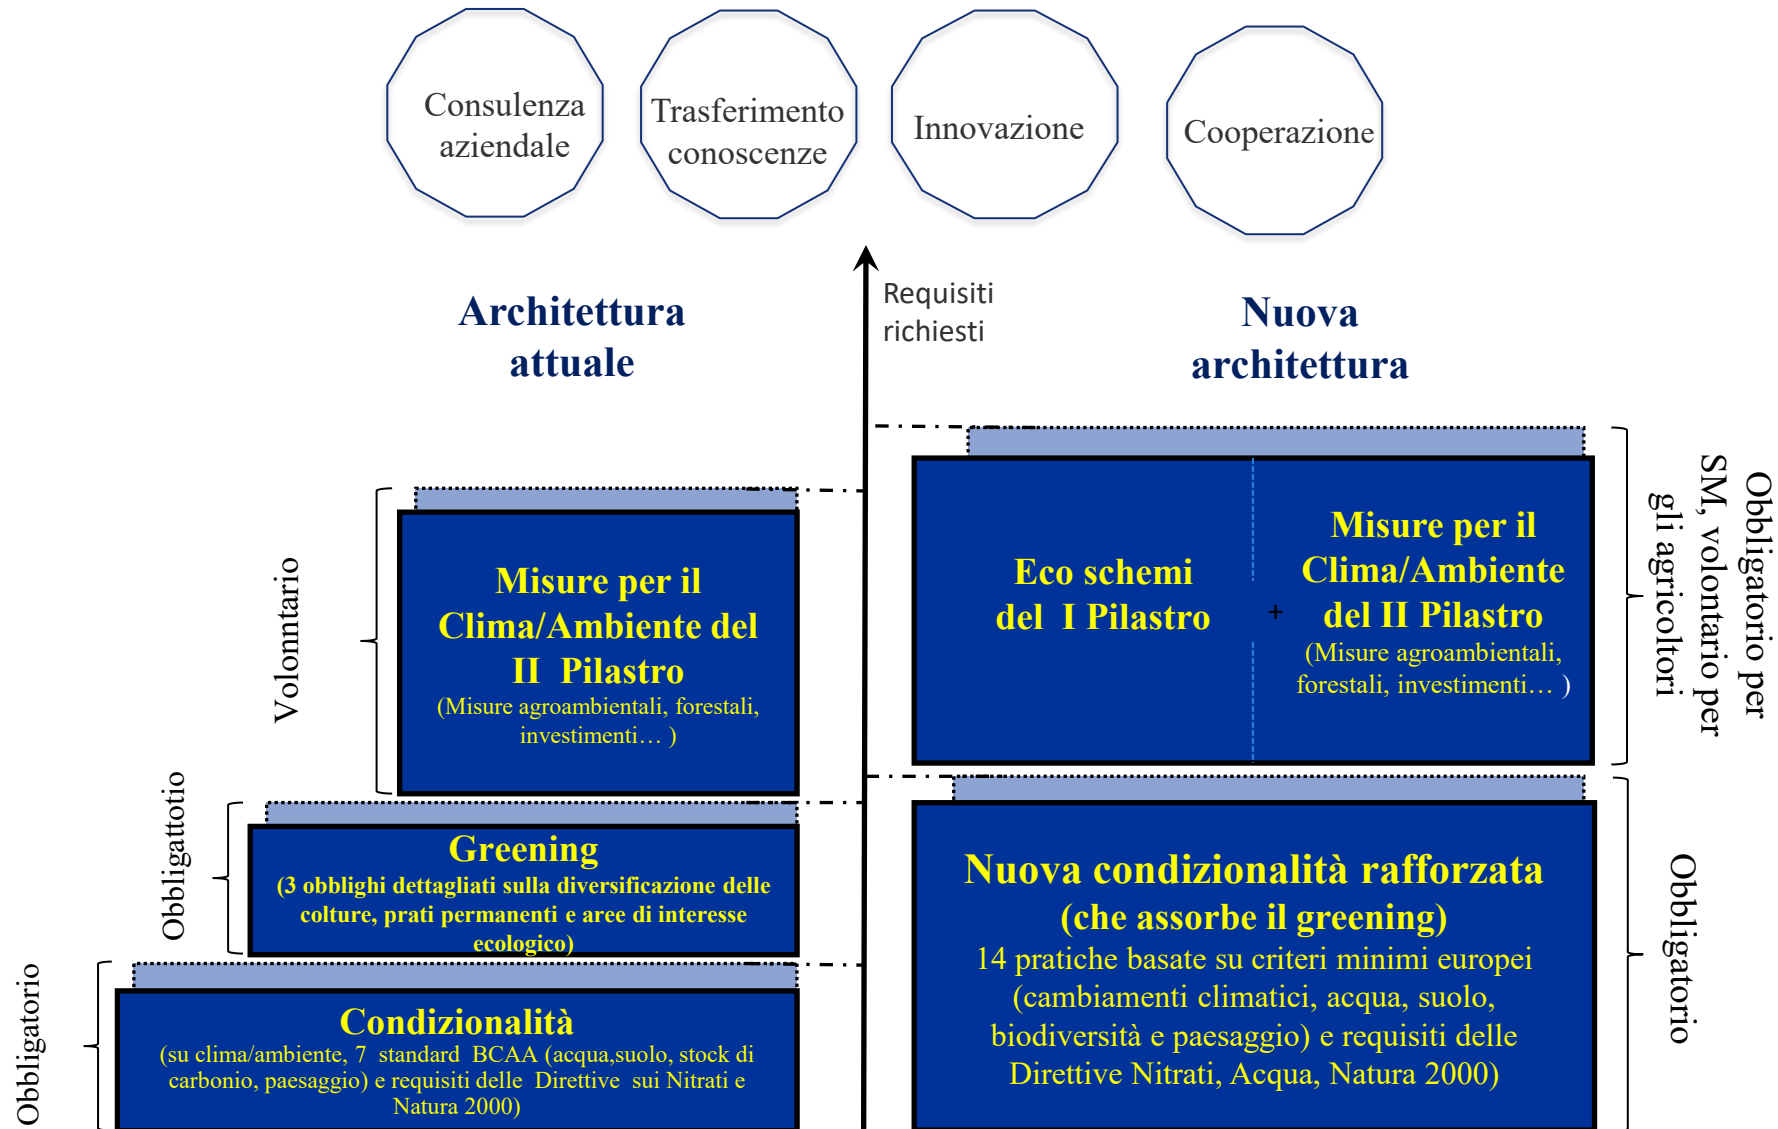 Consulenza
aziendale
Trasferimento
conoscenze
Innovazione
Cooperazione
Architettura
attuale
Requisiti
richiesti
Nuova
architettura
Volonntario
Misure per il
Clima/Ambiente del
II Pilastro
(Misure agroambientali, forestali,
investimenti… )
Obbligattotio
Greening
(3 obblighi dettagliati sulla diversificazione delle
colture, prati permanenti e aree di interesse
ecologico)
Obbligatorio
Condizionalità
(su clima/ambiente, 7 standard BCAA (acqua,suolo, stock di
carbonio, paesaggio) e requisiti delle Direttive sui Nitrati e
Natura 2000)
Eco schemi
del I Pilastro
+
Misure per il
Clima/Ambiente
del II Pilastro
(Misure agroambientali,
forestali, investimenti… )
Obbligatorio per
SM, volontario per
gli agricoltori
Nuova condizionalità rafforzata
(che assorbe il greening)
14 pratiche basate su criteri minimi europei
(cambiamenti climatici, acqua, suolo,
biodiversità e paesaggio) e requisiti delle
Direttive Nitrati, Acqua, Natura 2000)
Obbligatorio